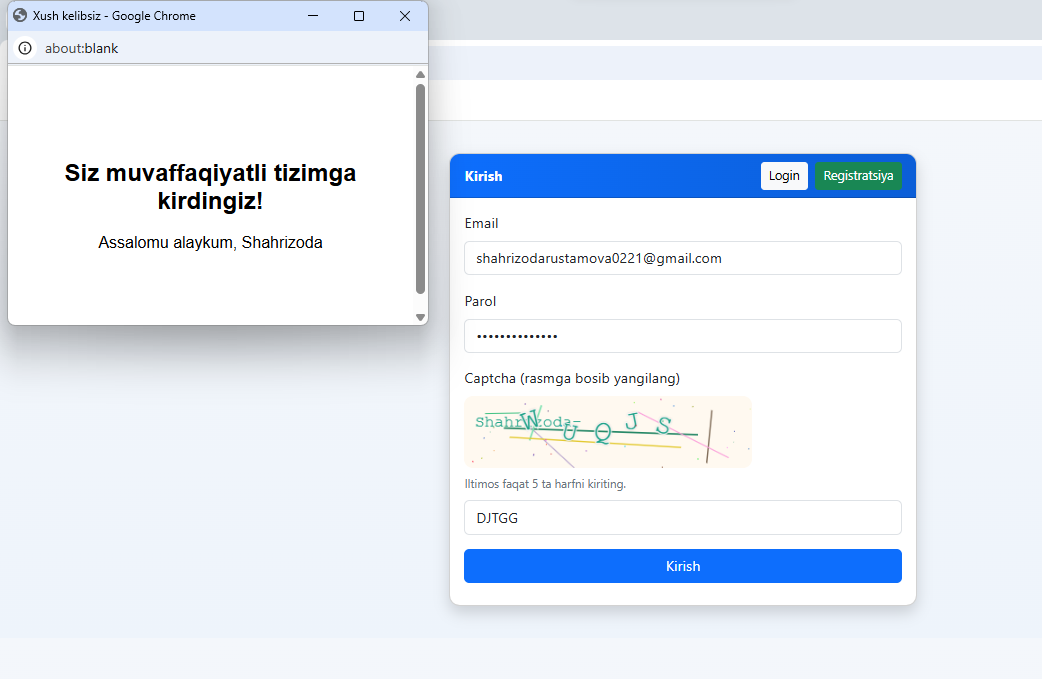 Xush kelibsiz - Google Chrome
about:blank
Siz muvaffaqiyatli tizimga
kirdingiz!
Assalomu alaykum, Shahrizoda
Kirish
Login
Registratsiya
Email
shahrizodarustamova0221@gmail.com
Parol
••••••••••••••
Captcha (rasmga bosib yangilang)
W U Q J S
Iltimos faqat 5 ta harfni kiriting.
DJTGG
Kirish